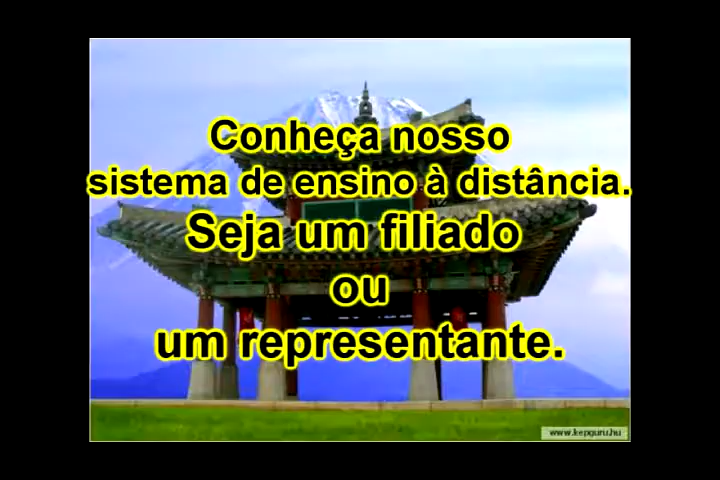 Conheça nosso
sistema de ensino à distância.
Seja um filiado
ou
um representante.
www.kepguru.hu